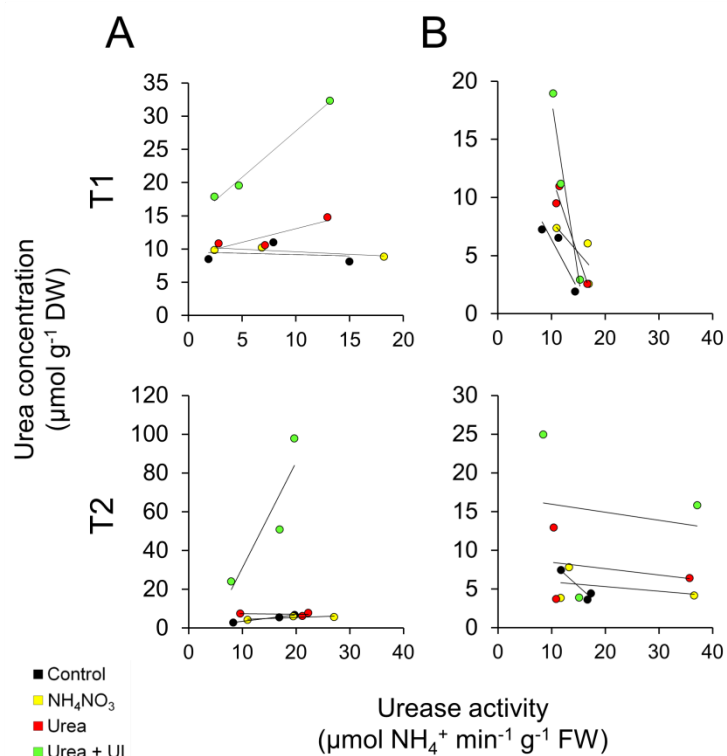 A
B
T1
T2
Urea concentration
(µmol g⁻¹ DW)
35
30
25
20
15
10
5
0
0 5 10 15 20
20
15
10
5
0
0 10 20 30 40
120
100
80
60
40
20
0
0 10 20 30 40
30
25
20
15
10
5
0
0 10 20 30 40
Control
NH₄NO₃
Urea
Urea + UI
Urease activity
(µmol NH₄⁺ min⁻¹ g⁻¹ FW)